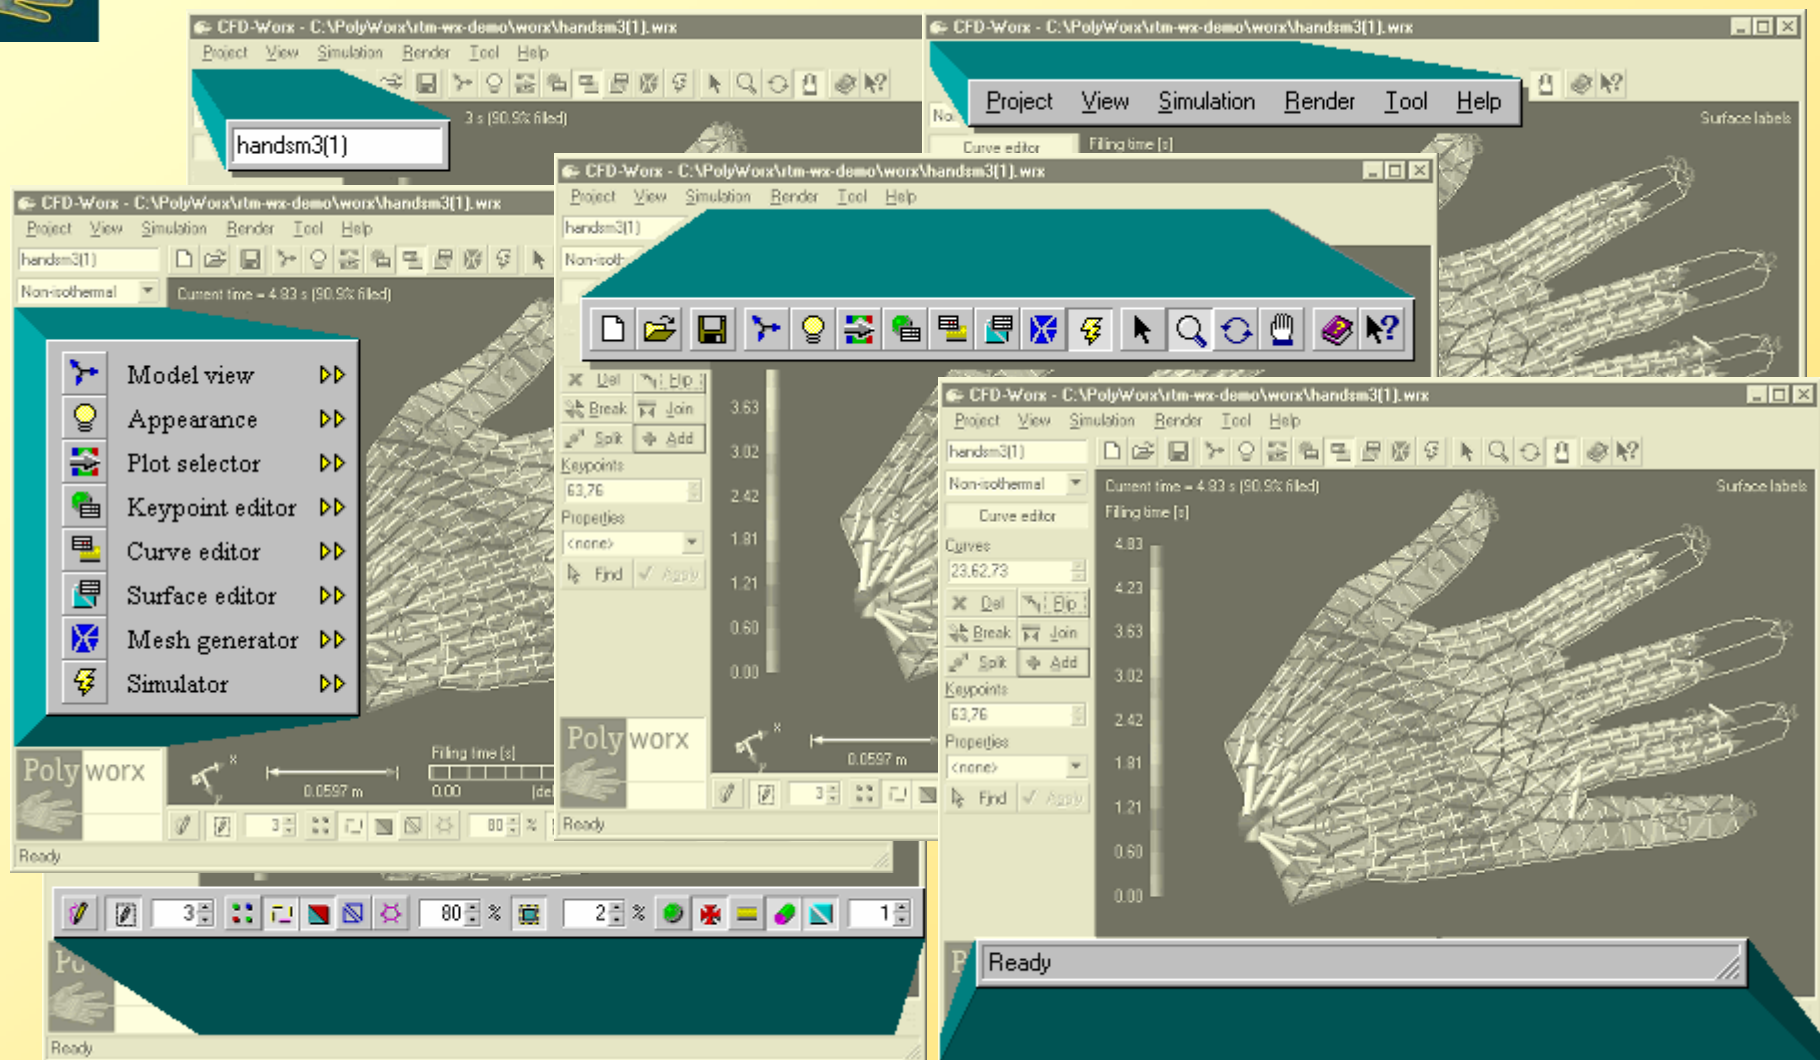 CFD-Worx - C:\PolyWorx\rtm-wx-demo\worx\handsm3(1).wrx
Project View Simulation Render Tool Help
3 s (90.9% filled)
handsm3(1)
CFD-Worx - C:\PolyWorx\rtm-wx-demo\worx\handsm3(1).wrx
Project View Simulation Render Tool Help
Surface labels
Curve editor
Filling time [s]
CFD-Worx - C:\PolyWorx\rtm-wx-demo\worx\handsm3(1).wrx
Project View Simulation Render Tool Help
handsm3(1)
Non-isothermal
Current time = 4.83 s (90.9% filled)
Model view
Appearance
Plot selector
Keypoint editor
Curve editor
Surface editor
Mesh generator
Simulator
Polyworx
x
y
0.0597 m
Filling time [s]
0.00
3
80 %
Ready
CFD-Worx - C:\PolyWorx\rtm-wx-demo\worx\handsm3(1).wrx
Project View Simulation Render Tool Help
handsm3(1)
Non-isoth
Del Flip
Break Join
Split Add
Keypoints
63,76
Properties
<none>
Find Apply
3.63
3.02
2.42
1.81
1.21
0.60
0.00
Polyworx
x
0.0597 m
3
Ready
CFD-Worx - C:\PolyWorx\rtm-wx-demo\worx\handsm3(1).wrx
Project View Simulation Render Tool Help
handsm3(1)
Non-isothermal
Current time = 4.83 s (90.9% filled)
Surface labels
Curve editor
Filling time [s]
Curves
23,62,73
Del Flip
Break Join
Split Add
Keypoints
63,76
Properties
<none>
Find Apply
4.83
4.23
3.63
3.02
2.42
1.81
1.21
0.60
0.00
Ready
3
80 %
2 %
1
Po
Ready